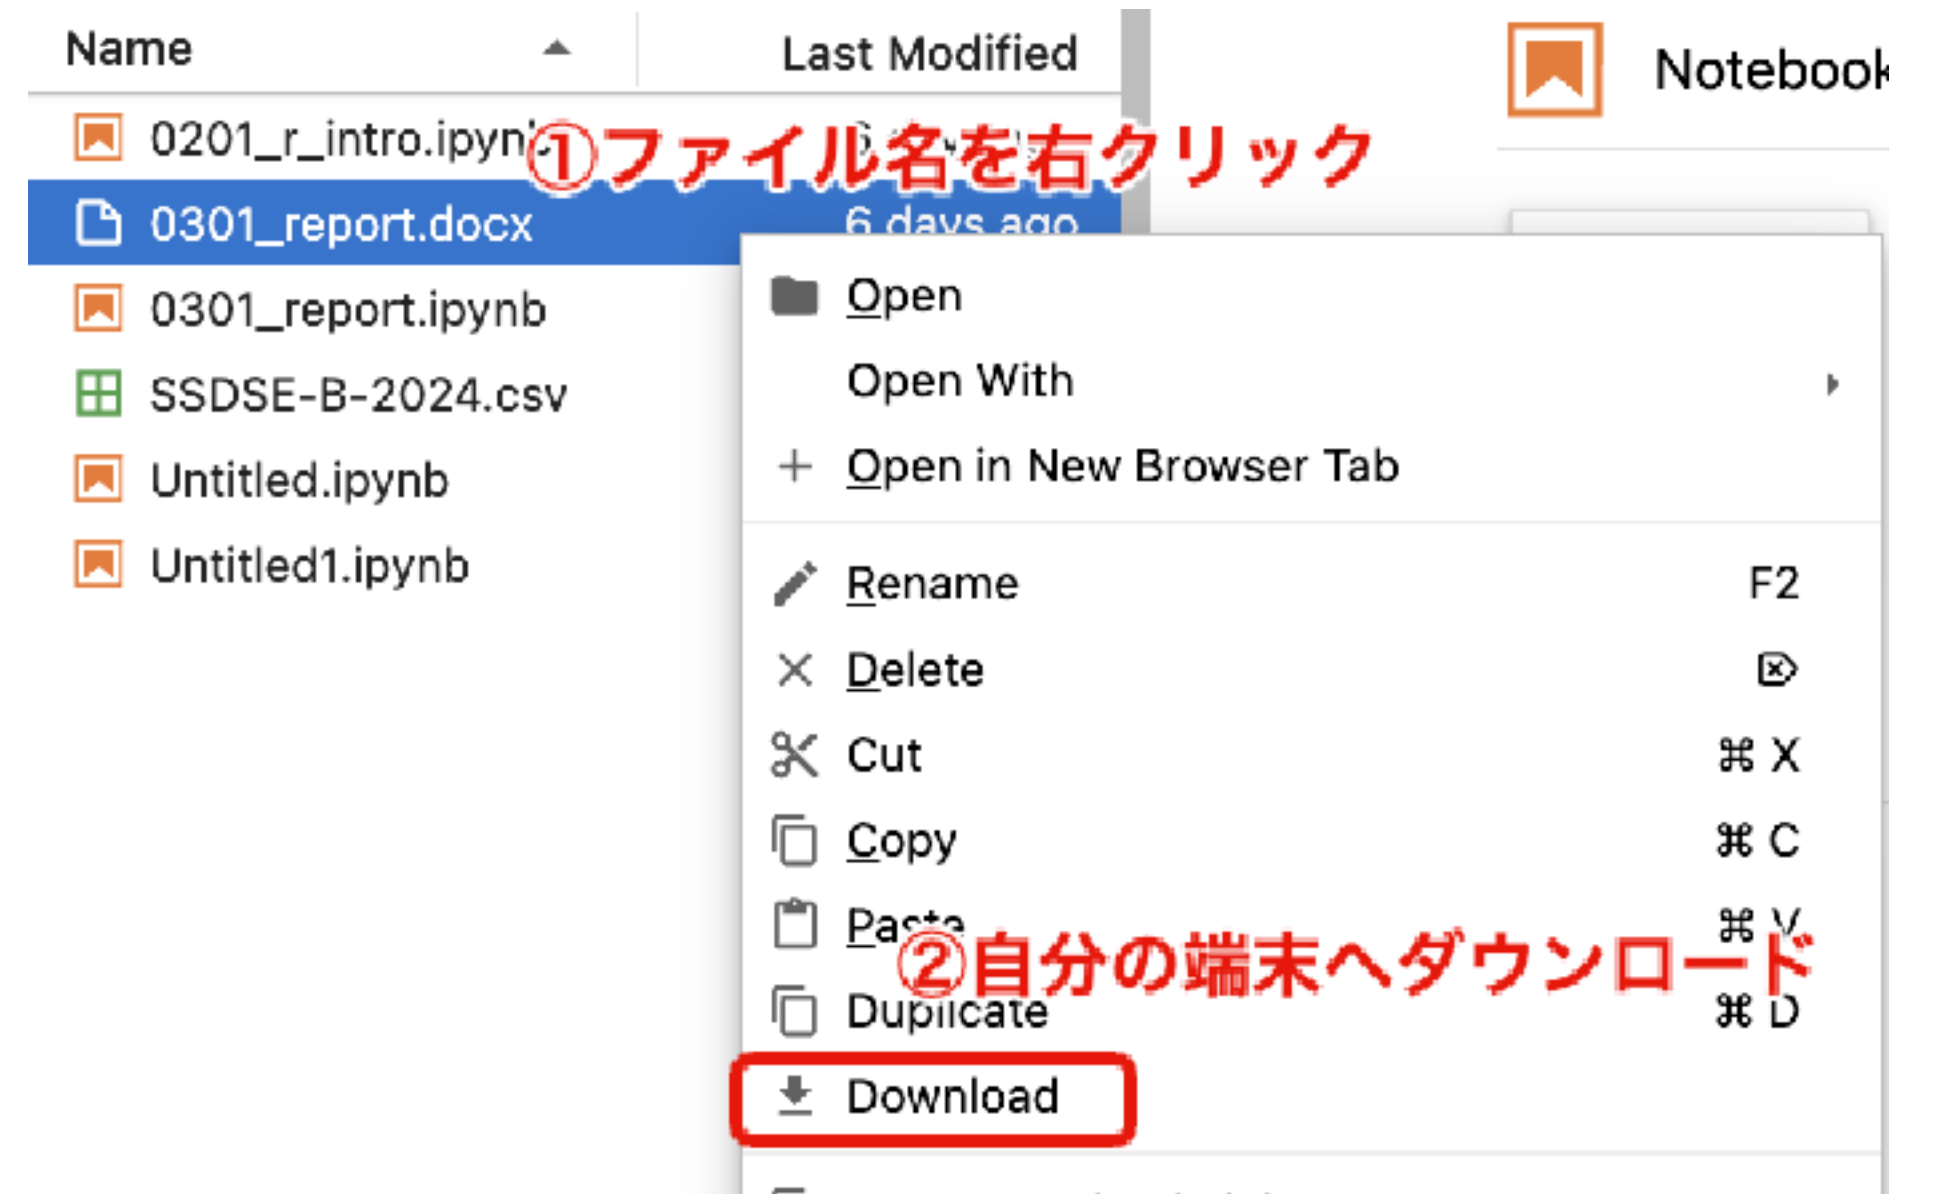 Name
Last Modified
Notebook
0201_r_intro.ipynb
①ファイル名を右クリック
0301_report.docx
6 days ago
0301_report.ipynb
SSDSE-B-2024.csv
Untitled.ipynb
Untitled1.ipynb
Open
Open With
Open in New Browser Tab
Rename F2
Delete
Cut ⌘ X
Copy ⌘ C
Paste ⌘ V
②自分の端末へダウンロード
Duplicate ⌘ D
Download